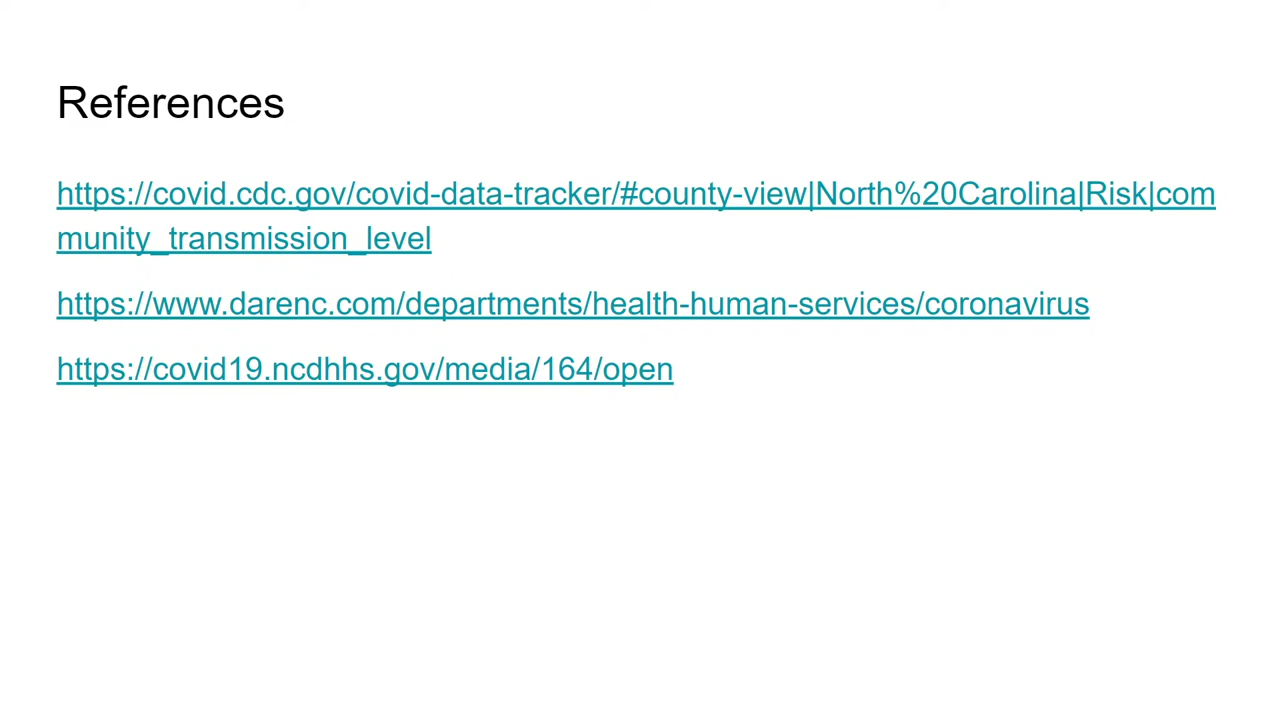 References
https://covid.cdc.gov/covid-data-tracker/#county-view|North%20Carolina|Risk|com
munity_transmission_level
https://www.darenc.com/departments/health-human-services/coronavirus
https://covid19.ncdhhs.gov/media/164/open